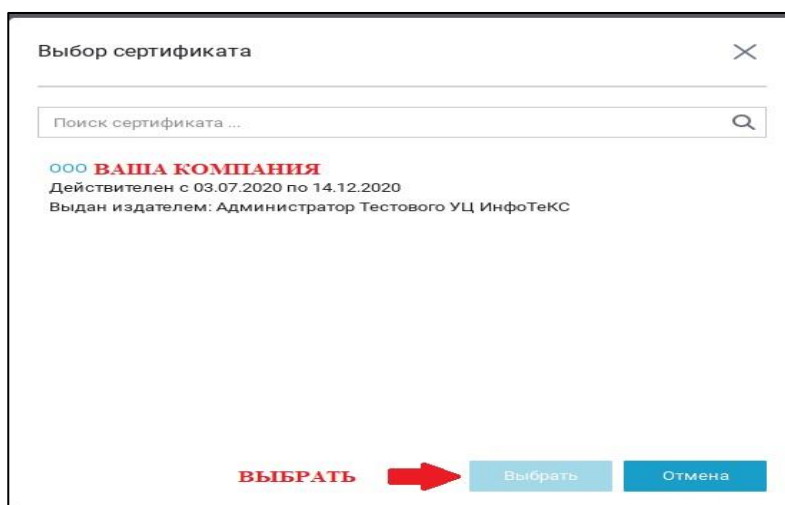 Выбор сертификата
Поиск сертификата ...
ООО ВАША КОМПАНИЯ
Действителен с 03.07.2020 по 14.12.2020
Выдан издателем: Администратор Тестового УЦ ИнфоТеКС
ВЫБРАТЬ Выбрать Отмена